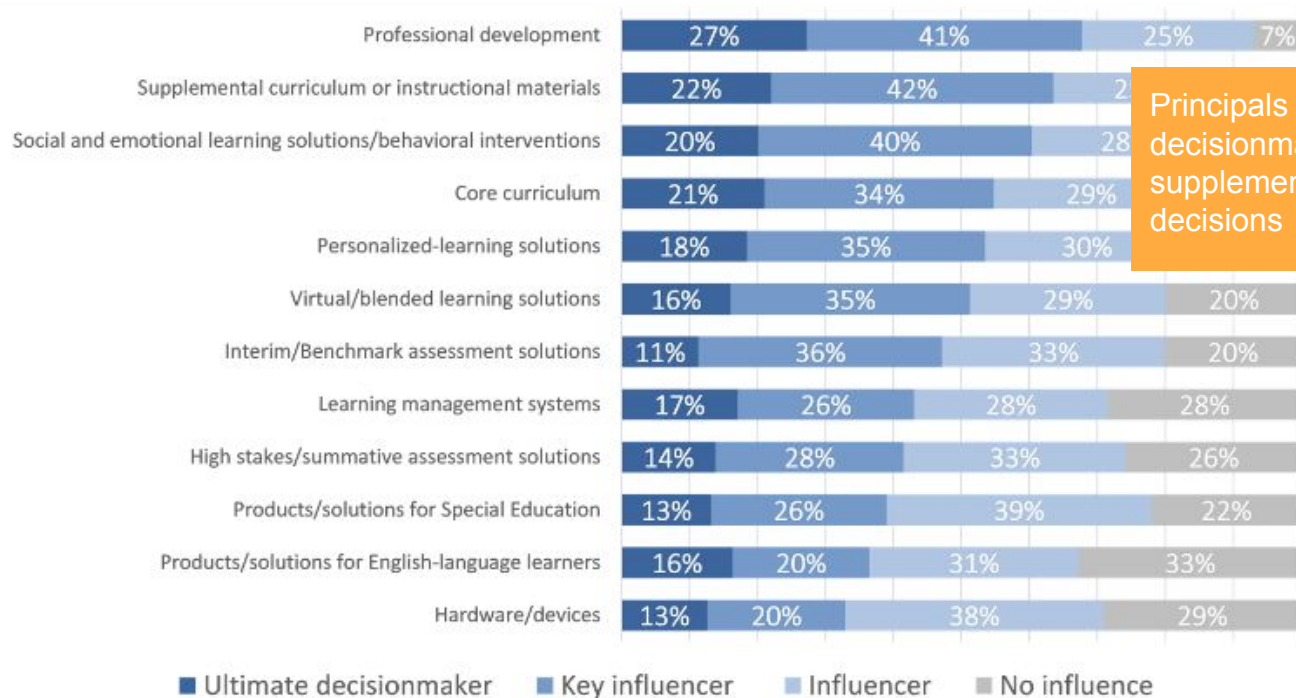 Professional development 27% 41% 25% 7%
Supplemental curriculum or instructional materials 22% 42%
Social and emotional learning solutions/behavioral interventions 20% 40% 28
Core curriculum 21% 34% 29%
Personalized-learning solutions 18% 35% 30%
Principals
supplemen
decisions
Virtual/blended learning solutions 16% 35% 29% 20%
Interim/Benchmark assessment solutions 11% 36% 33% 20%
Learning management systems 17% 26% 28% 28%
High stakes/summative assessment solutions 14% 28% 33% 26%
Products/solutions for Special Education 13% 26% 39% 22%
Products/solutions for English-language learners 16% 20% 31% 33%
Hardware/devices 13% 20% 38% 29%
Ultimate decisionmaker Key influencer Influencer No influence